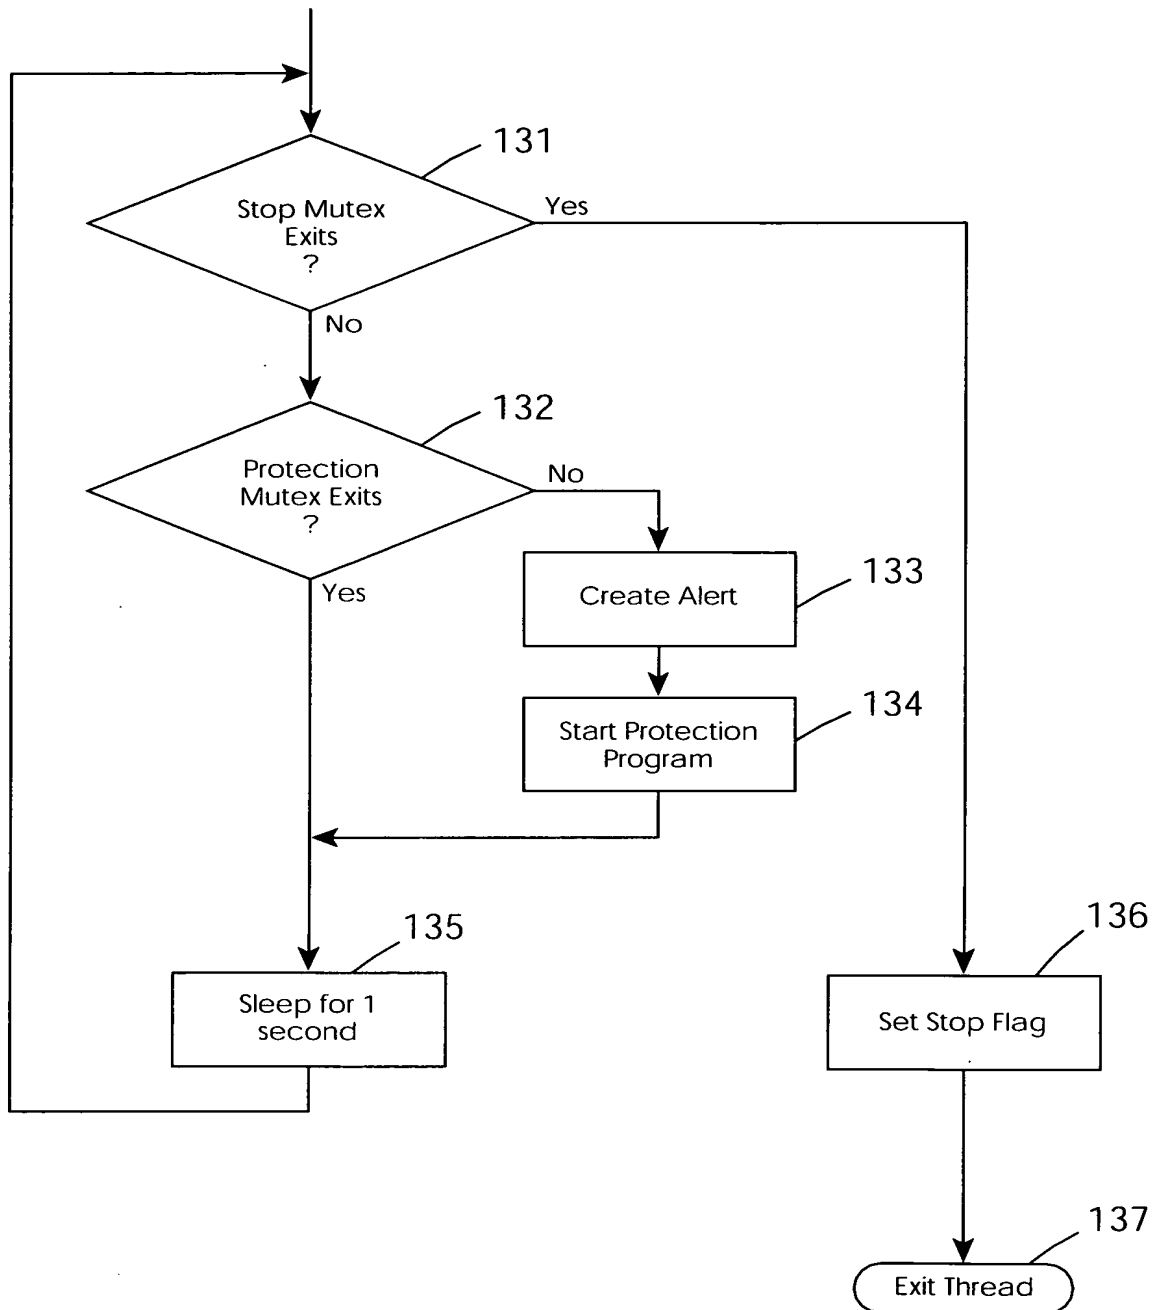 131
Stop Mutex
Exits
?
Yes
No
132
Protection
Mutex Exits
?
No
Yes
133
Create Alert
134
Start Protection
Program
135
Sleep for 1
second
136
Set Stop Flag
137
Exit Thread